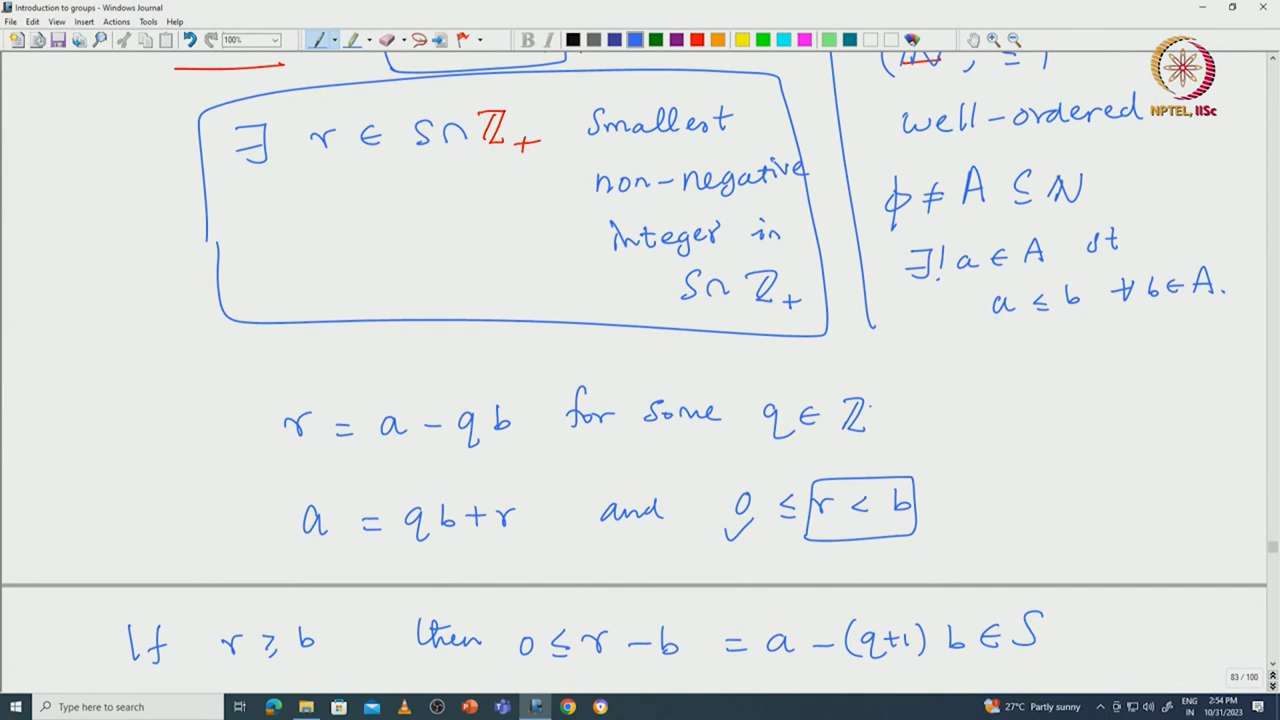 Introduction to groups - Windows Journal
File Edit View Insert Actions Tools Help
100%
B I
NPTEL, IISc
(ℕ, ≤)
∃ r ∈ S∩ℤ₊ Smallest
non-negative
integer in
S∩ℤ₊
well-ordered
ϕ ≠ A ⊆ ℕ
∃! a ∈ A st
a ≤ b ∀ b ∈ A.
r = a - qb for some q ∈ ℤ
a = qb + r and 0 ≤ r < b
If r ≥ b then 0 ≤ r - b = a - (q+1) b ∈ S
83 / 100
Type here to search
27°C Partly sunny
ENG
IN
2:54 PM
10/31/2023